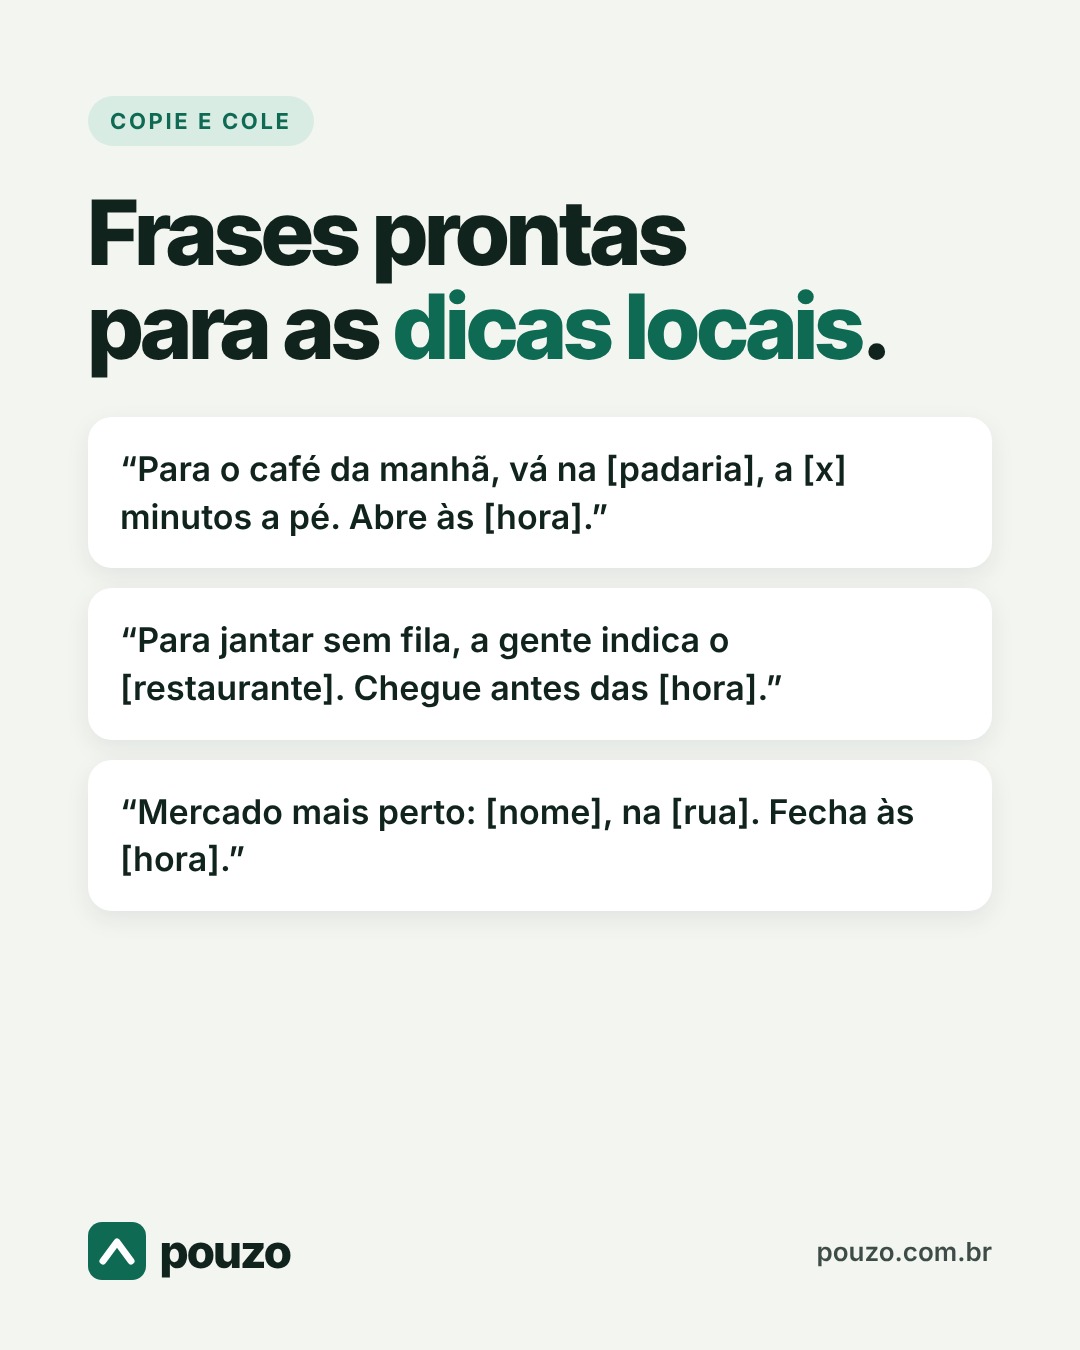 COPIE E COLE
Frases prontas
para as dicas locais.
“Para o café da manhã, vá na [padaria], a [x]
minutos a pé. Abre às [hora].”
“Para jantar sem fila, a gente indica o
[restaurante]. Chegue antes das [hora].”
“Mercado mais perto: [nome], na [rua]. Fecha às
[hora].”
pouzo
pouzo.com.br